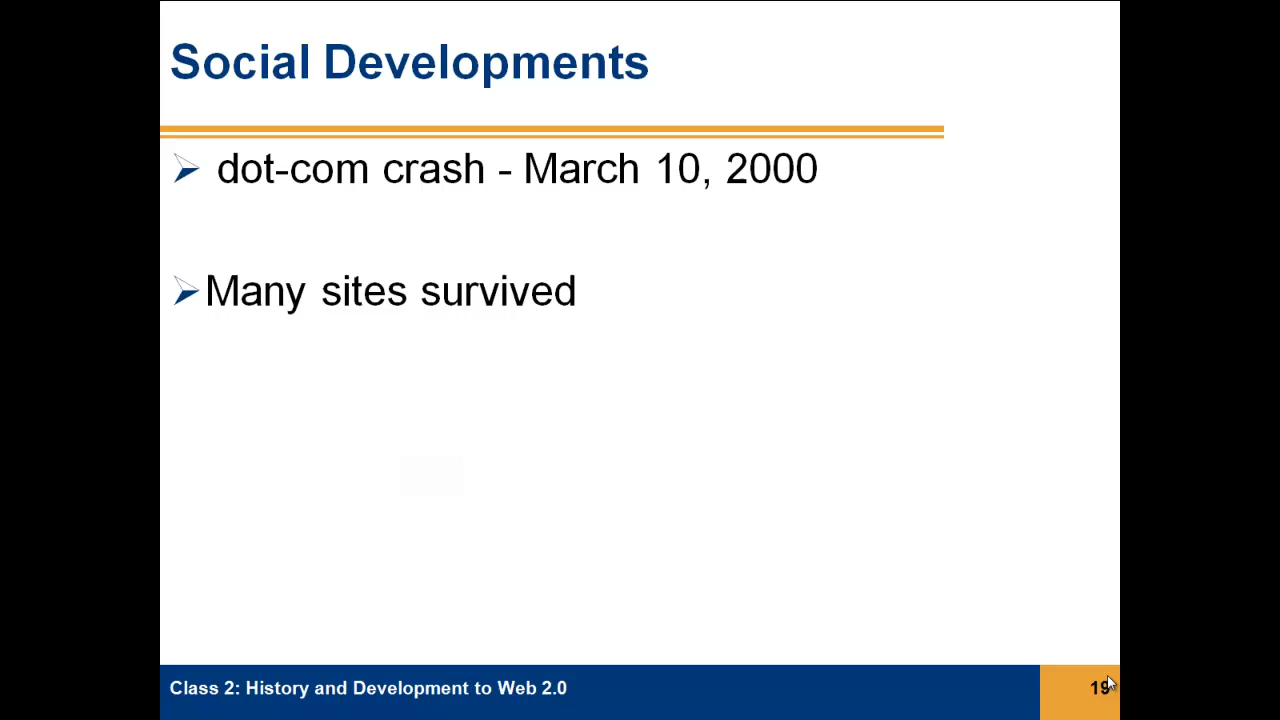 Social Developments
dot-com crash - March 10, 2000
Many sites survived
Class 2: History and Development to Web 2.0
19